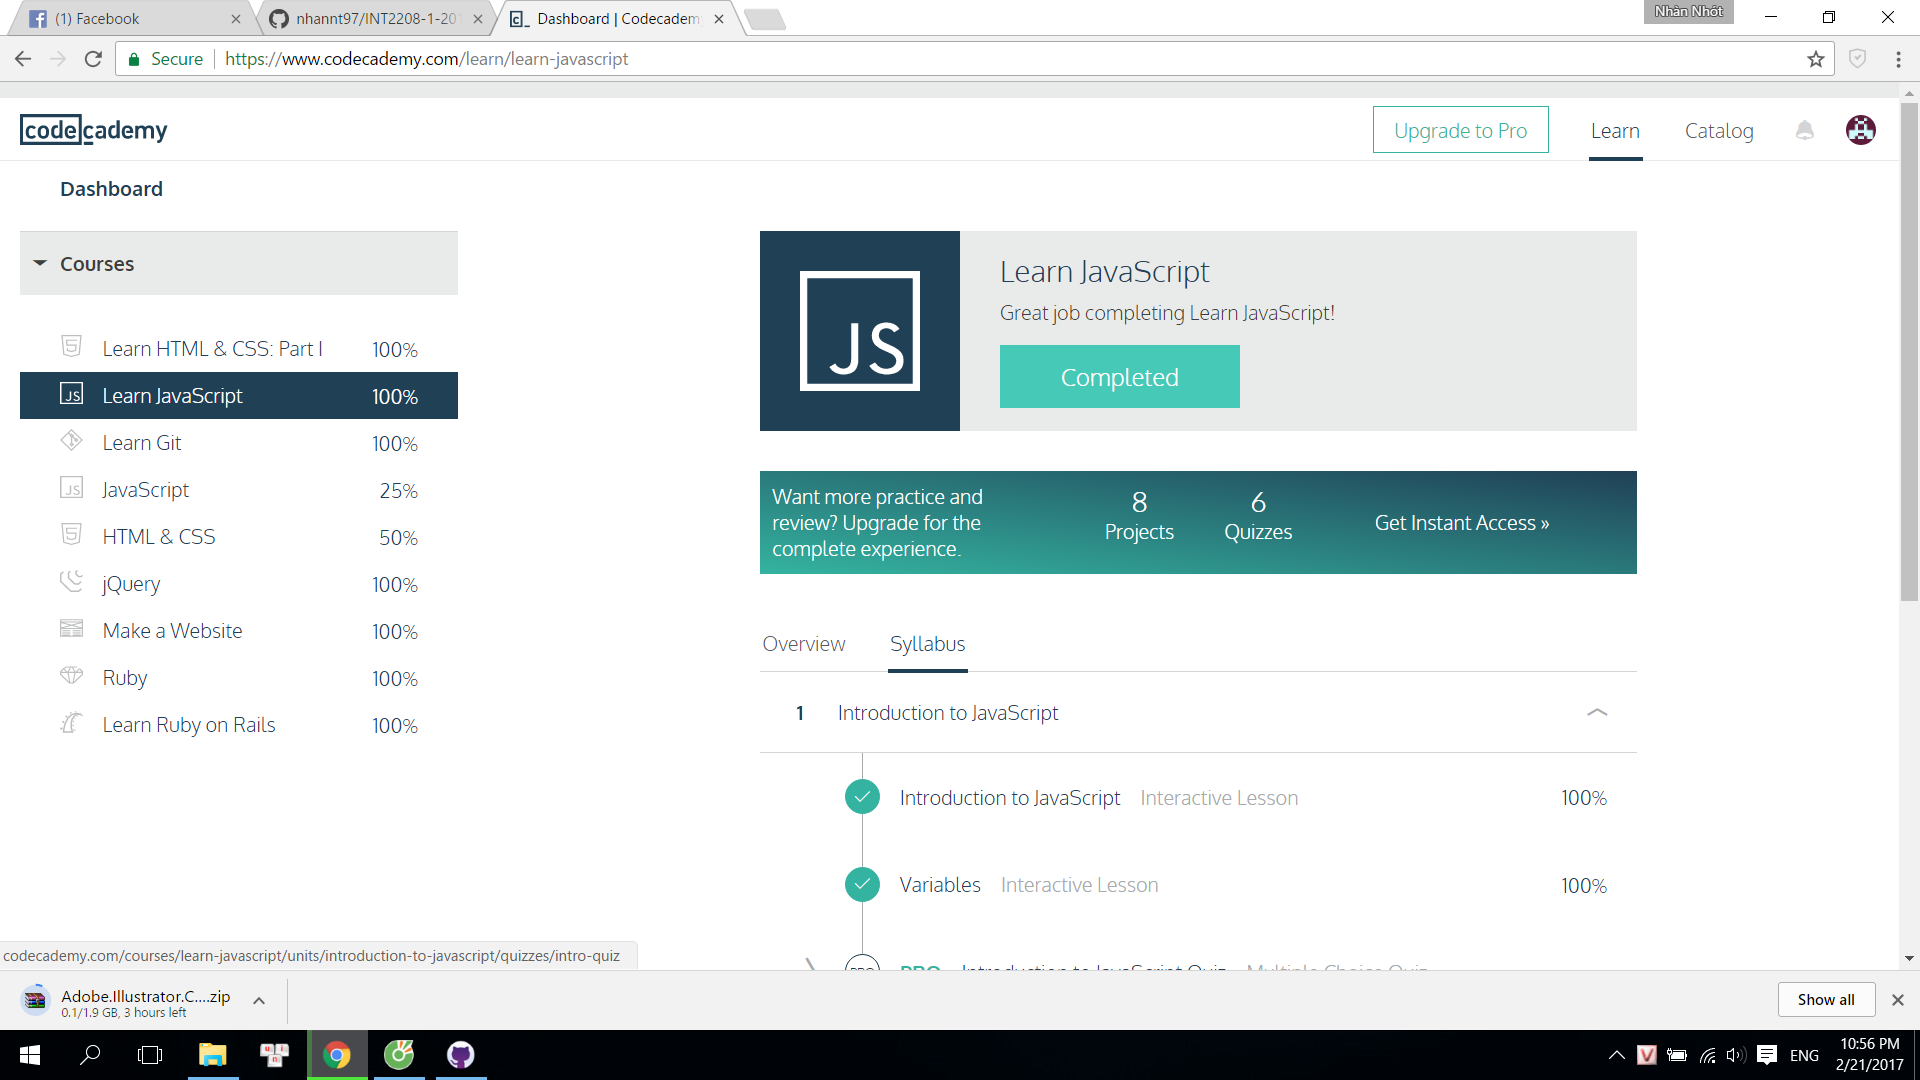 (1) Facebook
nhannt97/INT2208-1-20
Dashboard | Codecadem
Nhàn Nhót
Secure
https://www.codecademy.com/learn/learn-javascript
codecademy
Upgrade to Pro
Learn
Catalog
Dashboard
Courses
Learn HTML & CSS: Part I 100%
JS Learn JavaScript 100%
Learn Git 100%
JS JavaScript 25%
HTML & CSS 50%
jQuery 100%
Make a Website 100%
Ruby 100%
Learn Ruby on Rails 100%
JS
Learn JavaScript
Great job completing Learn JavaScript!
Completed
Want more practice and
review? Upgrade for the
complete experience.
8
Projects
6
Quizzes
Get Instant Access »
Overview
Syllabus
1 Introduction to JavaScript
Introduction to JavaScript Interactive Lesson 100%
Variables Interactive Lesson 100%
PRO PRO Introduction to JavaScript Quiz Multiple Choice Quiz
codecademy.com/courses/learn-javascript/units/introduction-to-javascript/quizzes/intro-quiz
Adobe.Illustrator.C....zip
0.1/1.9 GB, 3 hours left
Show all
ENG
10:56 PM
2/21/2017